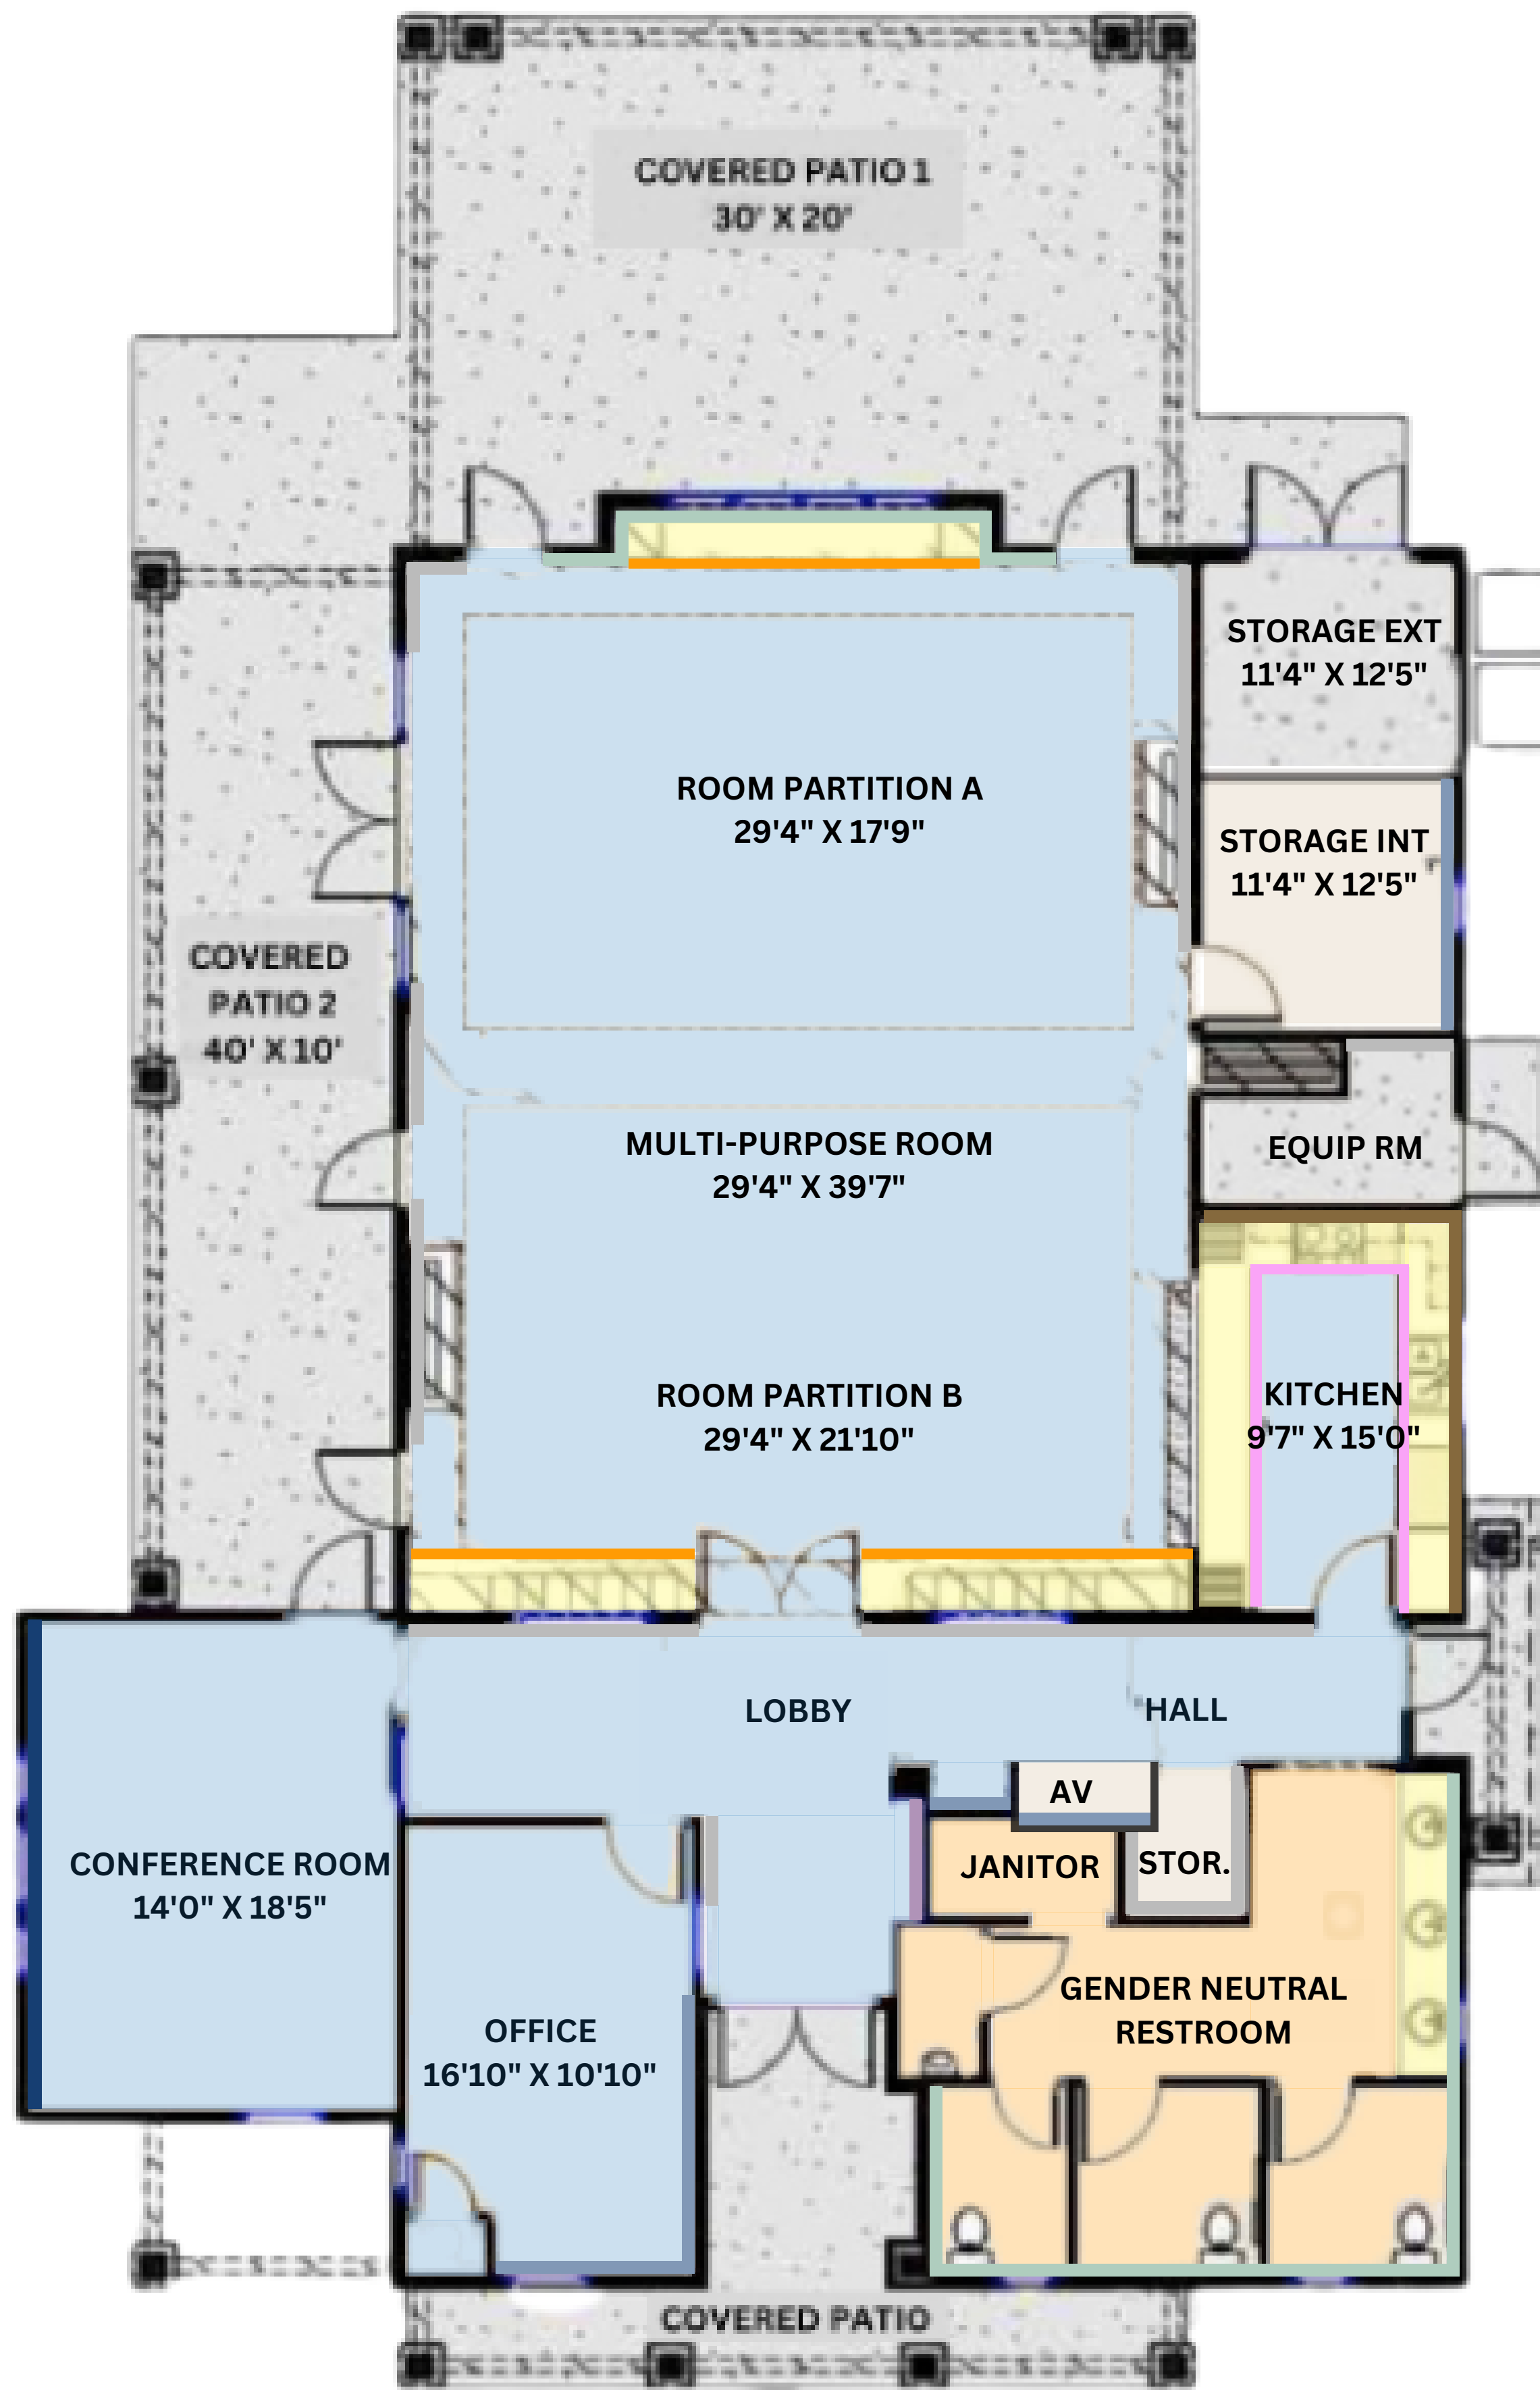 COVERED PATIO 1
30' X 20'
STORAGE EXT
11'4" X 12'5"
ROOM PARTITION A
29'4" X 17'9"
STORAGE INT
11'4" X 12'5"
COVERED
PATIO 2
40' X 10'
MULTI-PURPOSE ROOM
29'4" X 39'7"
EQUIP RM
ROOM PARTITION B
29'4" X 21'10"
KITCHEN
9'7" X 15'0"
LOBBY
HALL
AV
CONFERENCE ROOM
14'0" X 18'5"
JANITOR
STOR.
OFFICE
16'10" X 10'10"
GENDER NEUTRAL
RESTROOM
COVERED PATIO